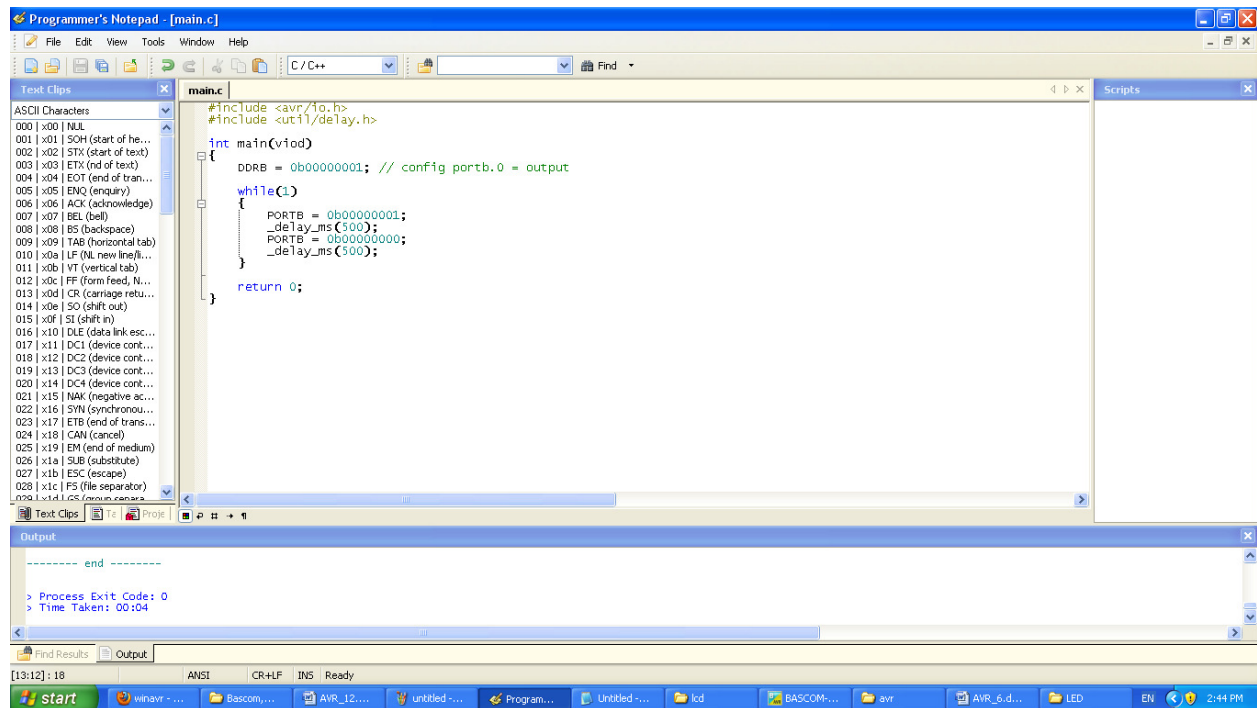 Programmer's Notepad - [main.c]
File Edit View Tools Window Help
C / C++ Find
Text Clips
ASCII Characters
000 | x00 | NUL
001 | x01 | SOH (start of he...
002 | x02 | STX (start of text)
003 | x03 | ETX (nd of text)
004 | x04 | EOT (end of tran...
005 | x05 | ENQ (enquiry)
006 | x06 | ACK (acknowledge)
007 | x07 | BEL (bell)
008 | x08 | BS (backspace)
009 | x09 | TAB (horizontal tab)
010 | x0a | LF (NL new line/li...
011 | x0b | VT (vertical tab)
012 | x0c | FF (form feed, N...
013 | x0d | CR (carriage retu...
014 | x0e | SO (shift out)
015 | x0f | SI (shift in)
016 | x10 | DLE (data link esc...
017 | x11 | DC1 (device cont...
018 | x12 | DC2 (device cont...
019 | x13 | DC3 (device cont...
020 | x14 | DC4 (device cont...
021 | x15 | NAK (negative ac...
022 | x16 | SYN (synchronou...
023 | x17 | ETB (end of trans...
024 | x18 | CAN (cancel)
025 | x19 | EM (end of medium)
026 | x1a | SUB (substitute)
027 | x1b | ESC (escape)
028 | x1c | FS (file separator)
029 | x1d | GS (group separa
Text Clips Ta Proje
main.c
#include <avr/io.h>
#include <util/delay.h>
int main(viod)
{
DDRB = 0b00000001; // config portb.0 = output
while(1)
{
PORTB = 0b00000001;
_delay_ms(500);
PORTB = 0b00000000;
_delay_ms(500);
}
return 0;
}
Scripts
Output
-------- end --------
> Process Exit Code: 0
> Time Taken: 00:04
Find Results Output
[13:12] : 18 ANSI CR+LF INS Ready
start winavr - ... Bascom,... AVR_12.... untitled -... Program... Untitled -... lcd BASCOM-... avr AVR_6.d... LED EN 2:44 PM